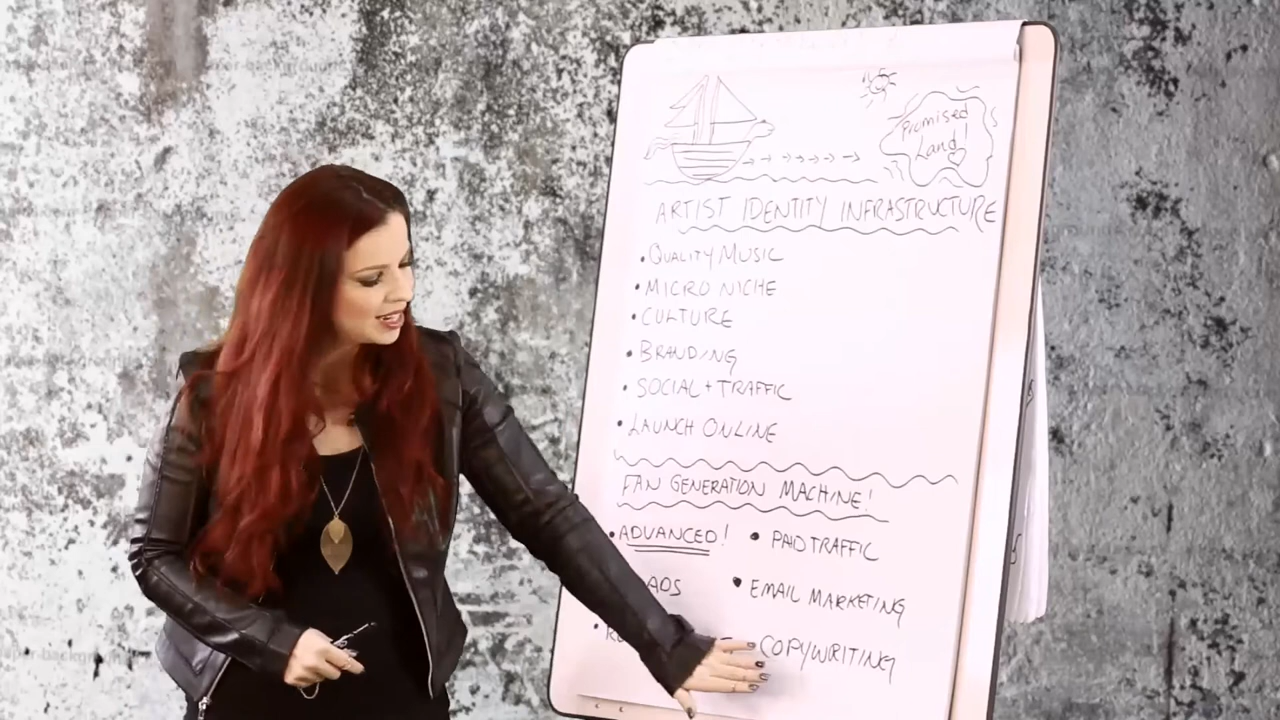 Promised
Land!
ARTIST IDENTITY INFRASTRUCTURE
• QUALITY MUSIC
• MICRO NICHE
• CULTURE
• BRANDING
• SOCIAL + TRAFFIC
• LAUNCH ONLINE
FAN GENERATION MACHINE!
• ADVANCED! • PAID TRAFFIC
ADS • EMAIL MARKETING
COPYWRITING